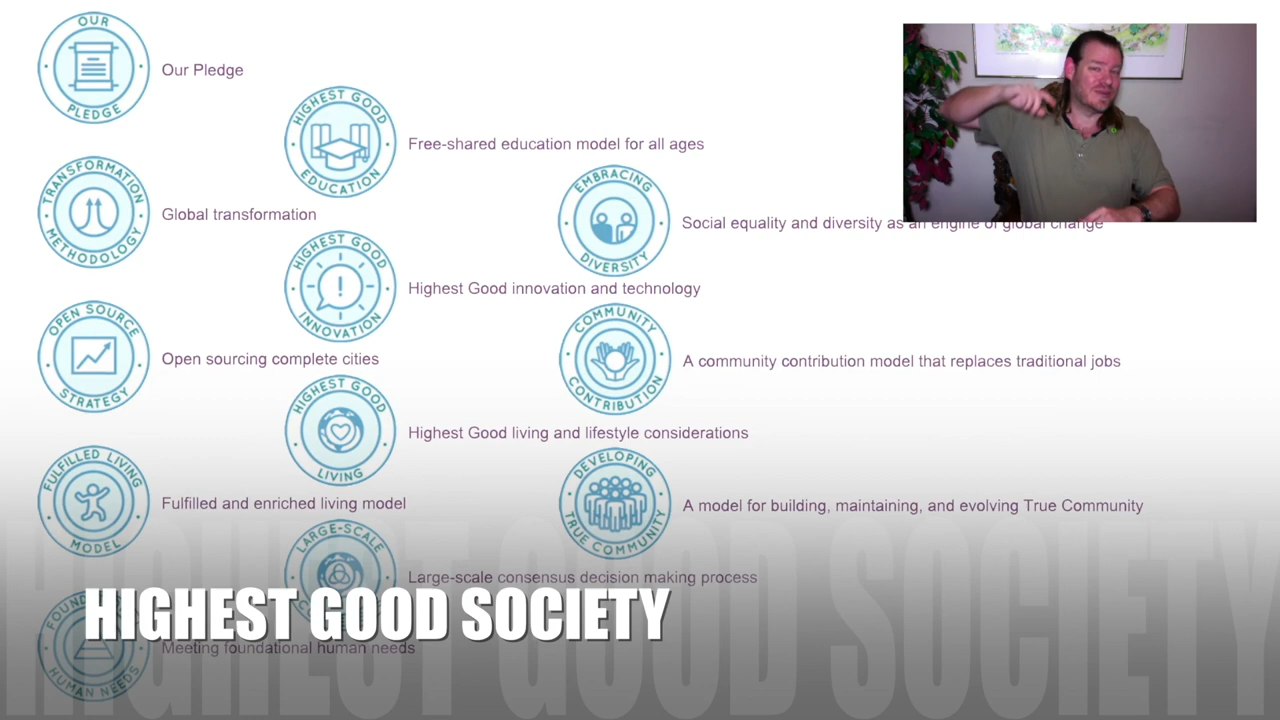 OUR PLEDGE
Our Pledge
HIGHEST GOOD EDUCATION
Free-shared education model for all ages
TRANSFORMATION METHODOLOGY
Global transformation
EMBRACING DIVERSITY
Social equality and diversity as an engine of global change
HIGHEST GOOD INNOVATION
Highest Good innovation and technology
OPEN SOURCE STRATEGY
Open sourcing complete cities
COMMUNITY CONTRIBUTION
A community contribution model that replaces traditional jobs
HIGHEST GOOD LIVING
Highest Good living and lifestyle considerations
FULFILLED LIVING MODEL
Fulfilled and enriched living model
DEVELOPING TRUE COMMUNITY
A model for building, maintaining, and evolving True Community
LARGE-SCALE
Large-scale consensus decision making process
HUMAN NEEDS
Meeting foundational human needs
HIGHEST GOOD SOCIETY
HIGHEST GOOD SOCIETY